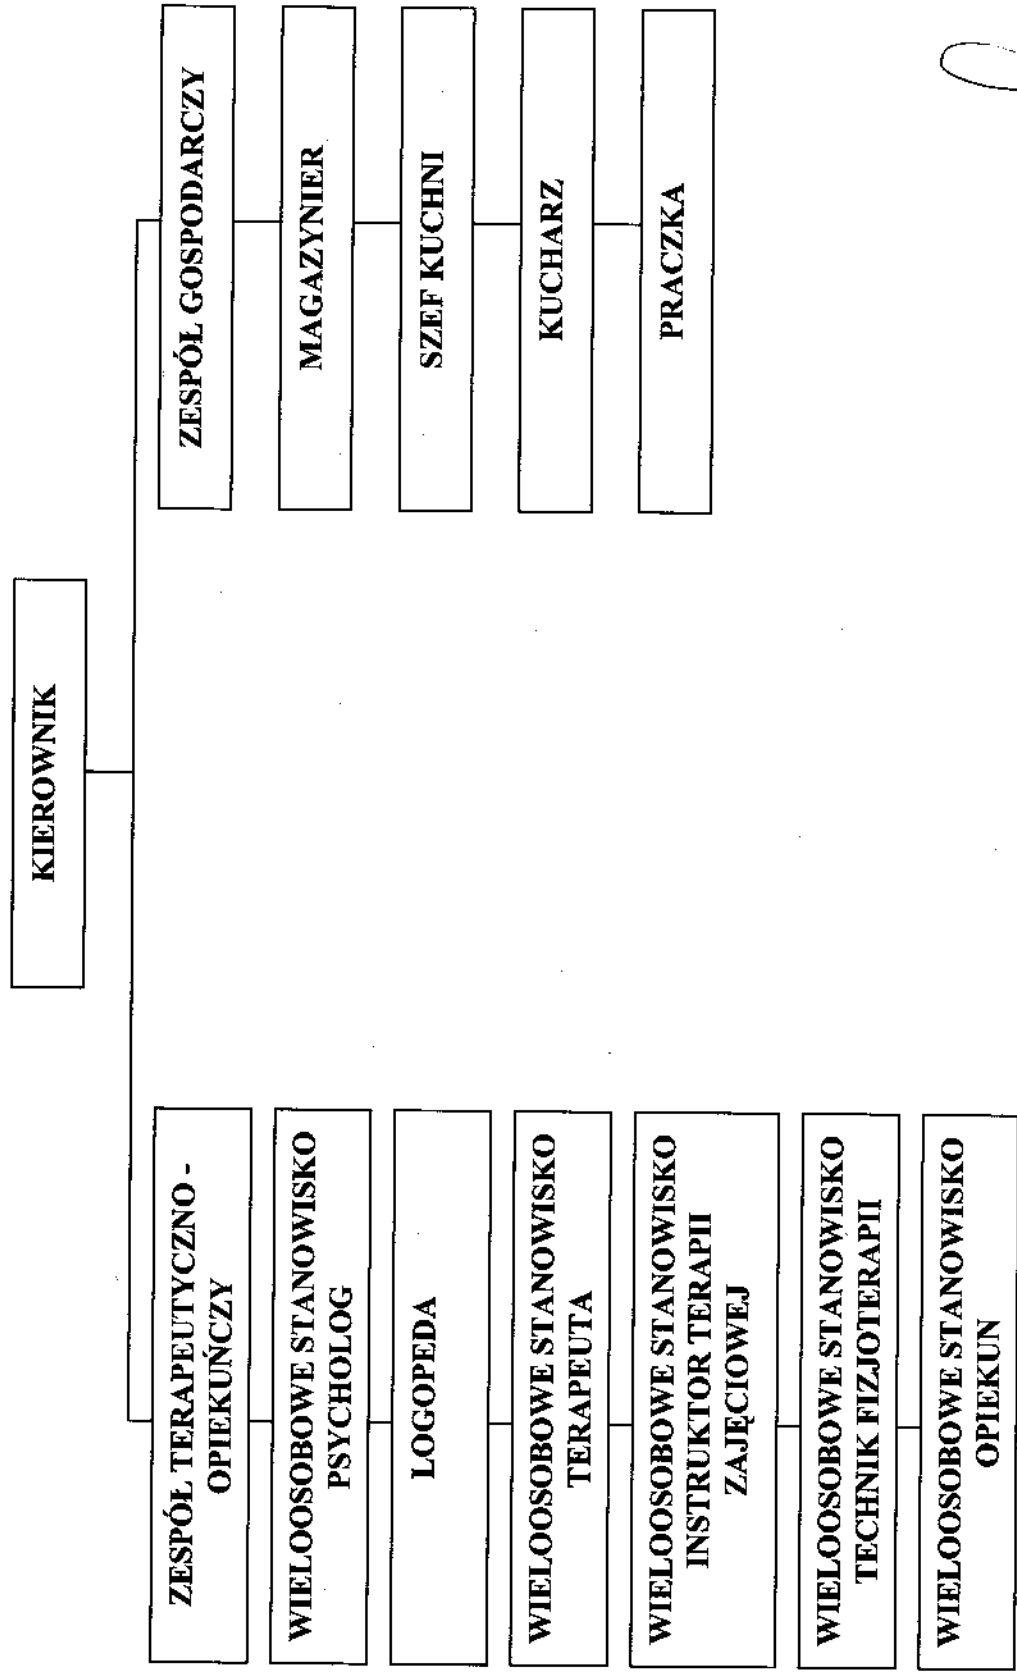 KIEROWNIK
ZESPÓŁ TERAPEUTYCZNO -
OPIEKUŃCZY
WIELOOSOBOWE STANOWISKO
PSYCHOLOG
LOGOPEDA
WIELOOSOBOWE STANOWISKO
TERAPEUTA
WIELOOSOBOWE STANOWISKO
INSTRUKTOR TERAPII
ZAJĘCIOWEJ
WIELOOSOBOWE STANOWISKO
TECHNIK FIZJOTERAPII
WIELOOSOBOWE STANOWISKO
OPIEKUN
ZESPÓŁ GOSPODARCZY
MAGAZYNIER
SZEF KUCHNI
KUCHARZ
PRACZKA